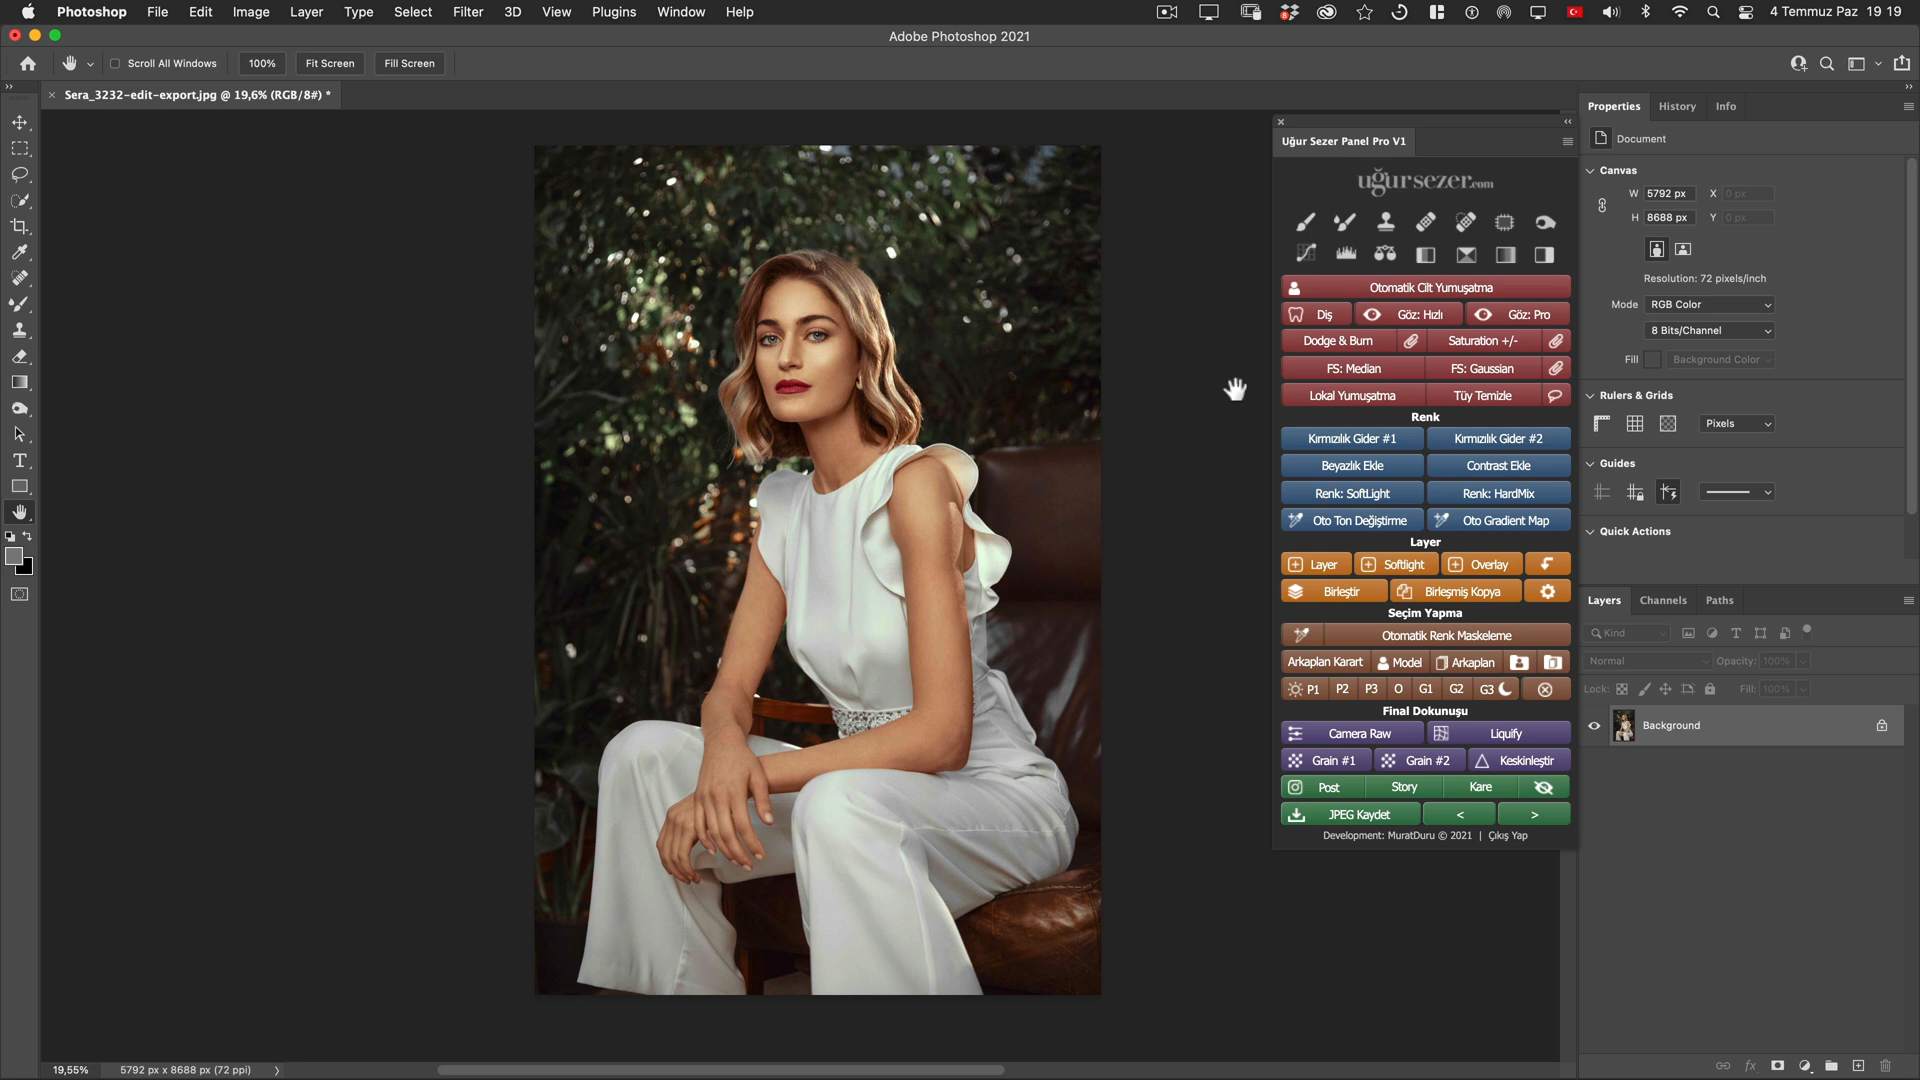 Photoshop File Edit Image Layer Type Select Filter 3D View Plugins Window Help
4 Temmuz Paz 19 19
Adobe Photoshop 2021
Scroll All Windows 100% Fit Screen Fill Screen
Sera_3232-edit-export.jpg @ 19,6% (RGB/8#) *
Uğur Sezer Panel Pro V1
uğursezer.com
Otomatik Cilt Yumuşatma
Diş Göz: Hızlı Göz: Pro
Dodge & Burn Saturation +/-
FS: Median FS: Gaussian
Lokal Yumuşatma Tüy Temizle
Renk
Kırmızılık Gider #1 Kırmızılık Gider #2
Beyazlık Ekle Contrast Ekle
Renk: SoftLight Renk: HardMix
Oto Ton Değiştirme Oto Gradient Map
Layer
Layer Softlight Overlay
Birleştir Birleşmiş Kopya
Seçim Yapma
Otomatik Renk Maskeleme
Arkaplan Karart Model Arkaplan
P1 P2 P3 O G1 G2 G3
Final Dokunuşu
Camera Raw Liquify
Grain #1 Grain #2 Keskinleştir
Post Story Kare
JPEG Kaydet < >
Development: MuratDuru © 2021 | Çıkış Yap
Properties History Info
Document
Canvas
W 5792 px X 0 px
H 8688 px Y 0 px
Resolution: 72 pixels/inch
Mode RGB Color
8 Bits/Channel
Fill Background Color
Rulers & Grids
Pixels
Guides
Quick Actions
Layers Channels Paths
Kind
Normal Opacity: 100%
Lock: Fill: 100%
Background
fx
19,55% 5792 px x 8688 px (72 ppi)